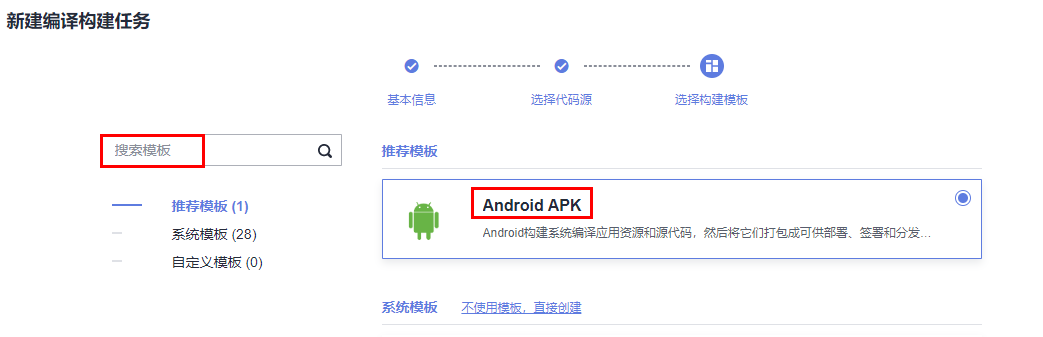 新建编译构建任务
基本信息
选择代码源
选择构建模板
搜索模板
推荐模板 (1)
系统模板 (28)
自定义模板 (0)
推荐模板
Android APK
Android构建系统编译应用资源和源代码，然后将它们打包成可供部署、签署和分发…
系统模板 不使用模板，直接创建